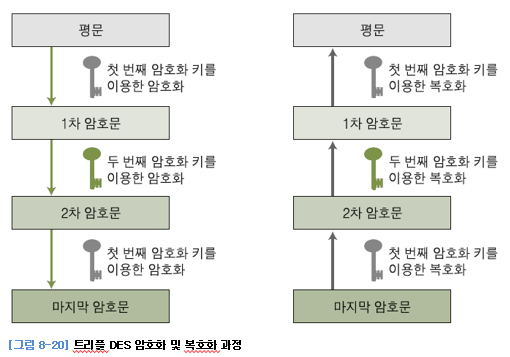 평문
첫 번째 암호화 키를
이용한 암호화
1차 암호문
두 번째 암호화 키를
이용한 암호화
2차 암호문
첫 번째 암호화 키를
이용한 암호화
마지막 암호문
평문
첫 번째 암호화 키를
이용한 복호화
1차 암호문
두 번째 암호화 키를
이용한 복호화
2차 암호문
첫 번째 암호화 키를
이용한 복호화
마지막 암호문
[그림 8-20] 트리플 DES 암호화 및 복호화 과정